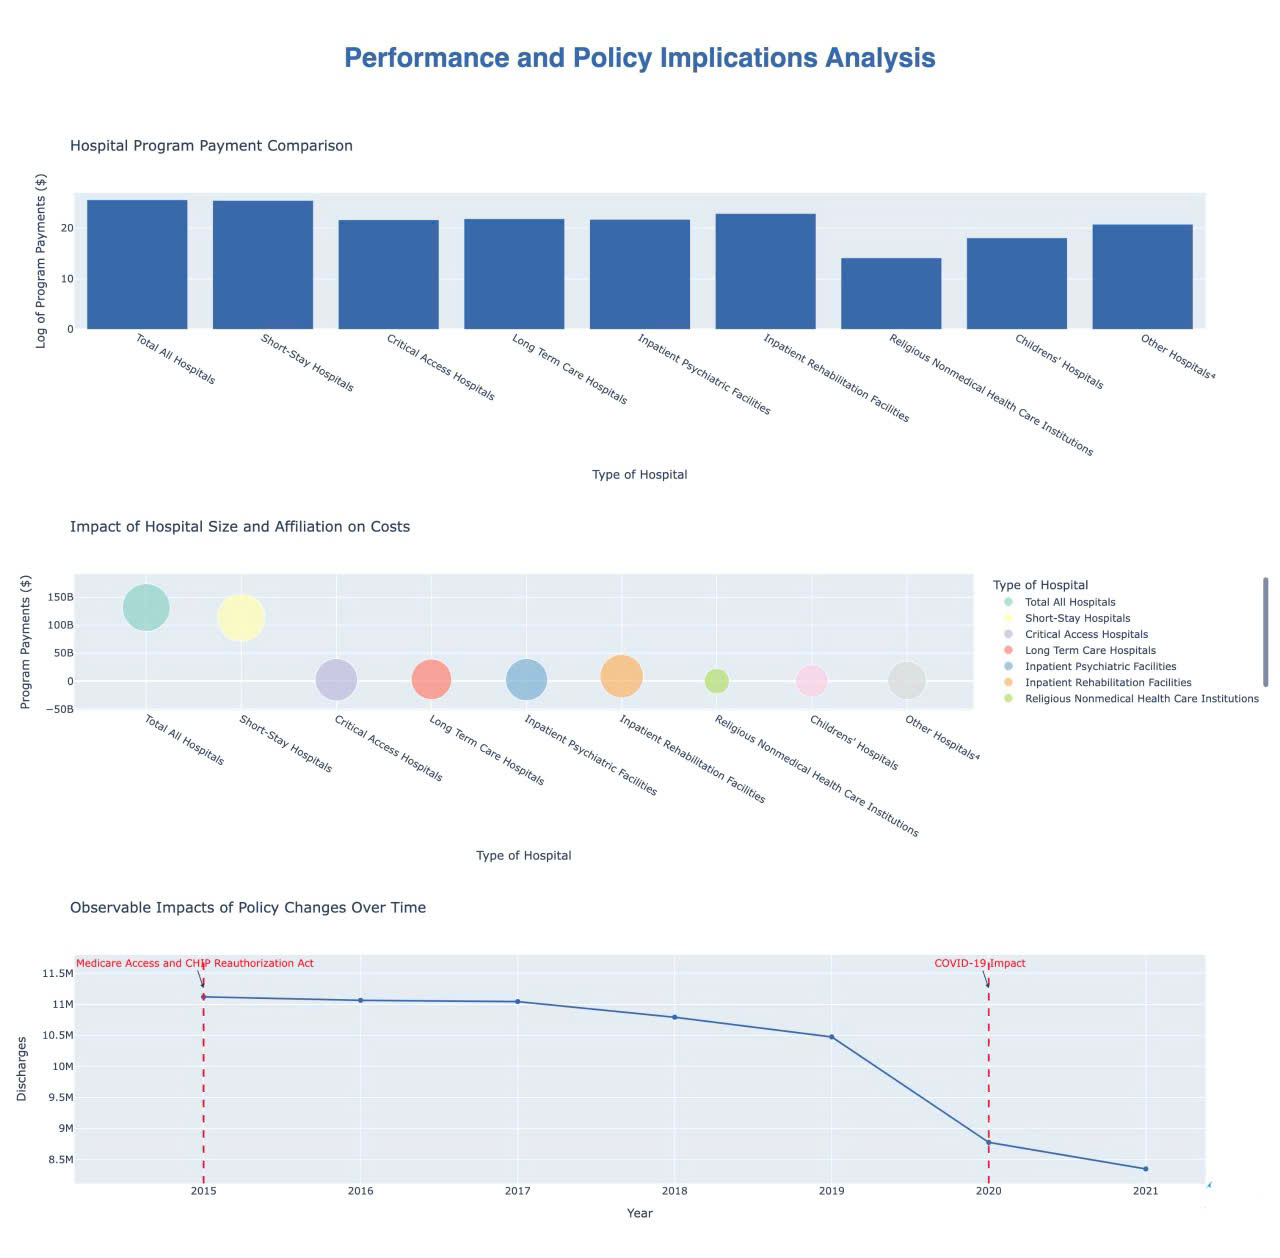 Performance and Policy Implications Analysis
Hospital Program Payment Comparison
Log of Program Payments ($)
20
10
0
Total All Hospitals
Short-Stay Hospitals
Critical Access Hospitals
Long Term Care Hospitals
Inpatient Psychiatric Facilities
Inpatient Rehabilitation Facilities
Religious Nonmedical Health Care Institutions
Childrens' Hospitals
Other Hospitals⁴
Type of Hospital
Impact of Hospital Size and Affiliation on Costs
Program Payments ($)
150B
100B
50B
0
−50B
Total All Hospitals
Short-Stay Hospitals
Critical Access Hospitals
Long Term Care Hospitals
Inpatient Psychiatric Facilities
Inpatient Rehabilitation Facilities
Religious Nonmedical Health Care Institutions
Childrens' Hospitals
Other Hospitals⁴
Type of Hospital
Type of Hospital
Total All Hospitals
Short-Stay Hospitals
Critical Access Hospitals
Long Term Care Hospitals
Inpatient Psychiatric Facilities
Inpatient Rehabilitation Facilities
Religious Nonmedical Health Care Institutions
Observable Impacts of Policy Changes Over Time
Medicare Access and CHIP Reauthorization Act
COVID-19 Impact
Discharges
11.5M
11M
10.5M
10M
9.5M
9M
8.5M
2015
2016
2017
2018
2019
2020
2021
Year